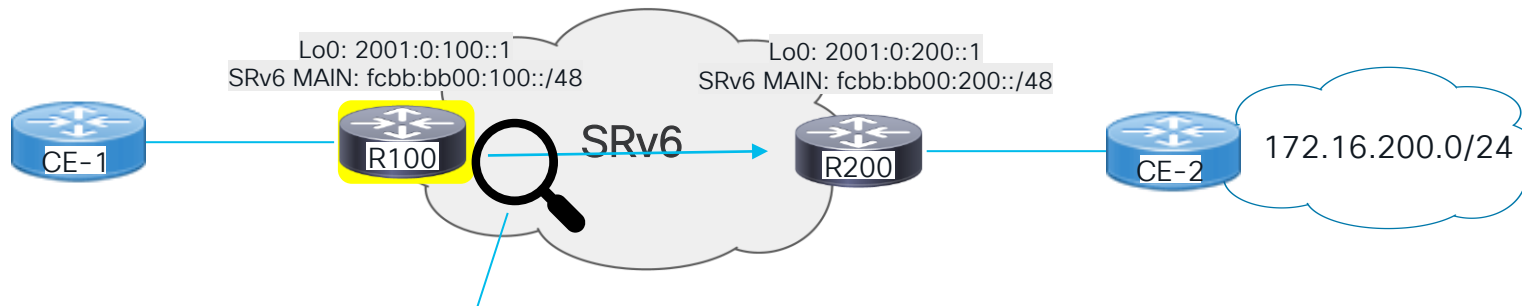 Lo0: 2001:0:100::1
SRv6 MAIN: fcbb:bb00:100::/48
Lo0: 2001:0:200::1
SRv6 MAIN: fcbb:bb00:200::/48
CE-1
R100
SRv6
R200
CE-2
172.16.200.0/24